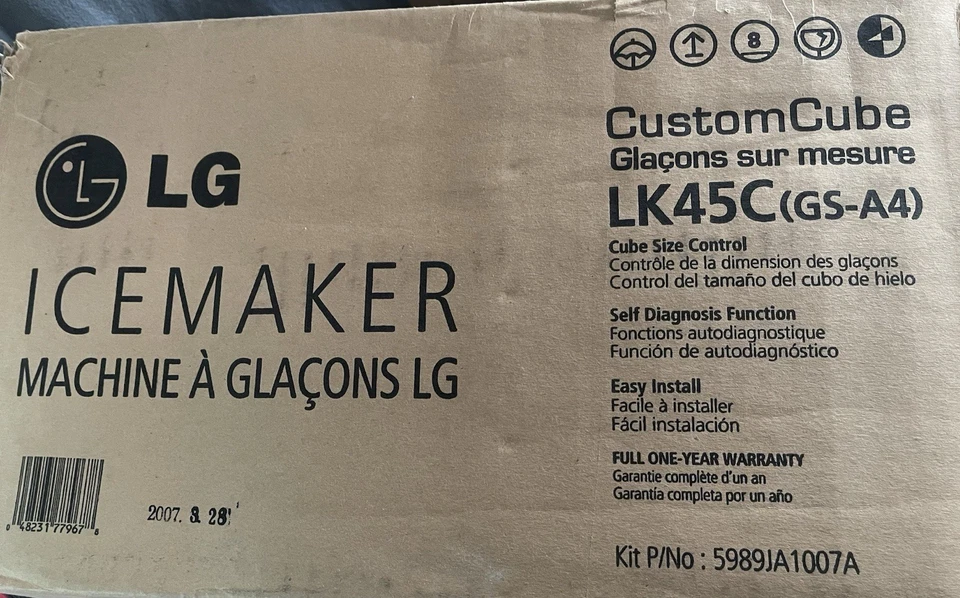 8
CustomCube
Glaçons sur mesure
LK45C(GS-A4)
Cube Size Control
Contrôle de la dimension des glaçons
Control del tamaño del cubo de hielo
Self Diagnosis Function
Fonctions autodiagnostique
Función de autodiagnóstico
Easy Install
Facile à installer
Fácil instalación
FULL ONE-YEAR WARRANTY
Garantie complète d'un an
Garantía completa por un año
Kit P/No : 5989JA1007A
LG
ICEMAKER
MACHINE À GLAÇONS LG
0 48231 77967 6
2007. 28